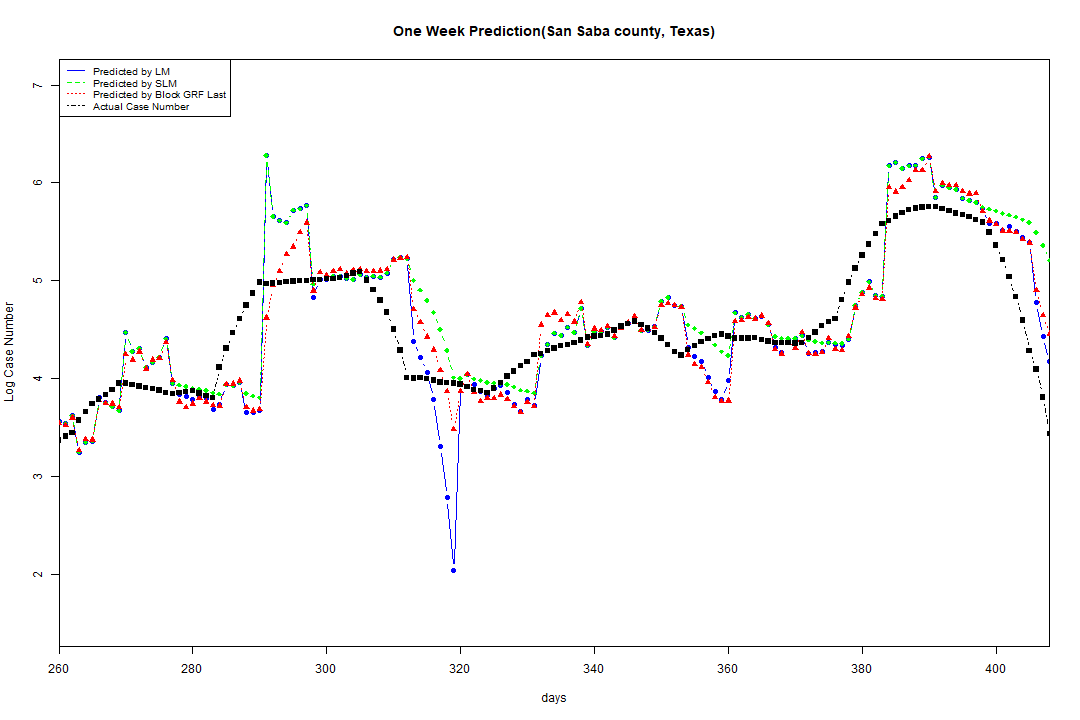 One Week Prediction(San Saba county, Texas)
Predicted by LM
Predicted by SLM
Predicted by Block GRF Last
Actual Case Number
7
6
5
4
3
2
Log Case Number
260 280 300 320 340 360 380 400
days